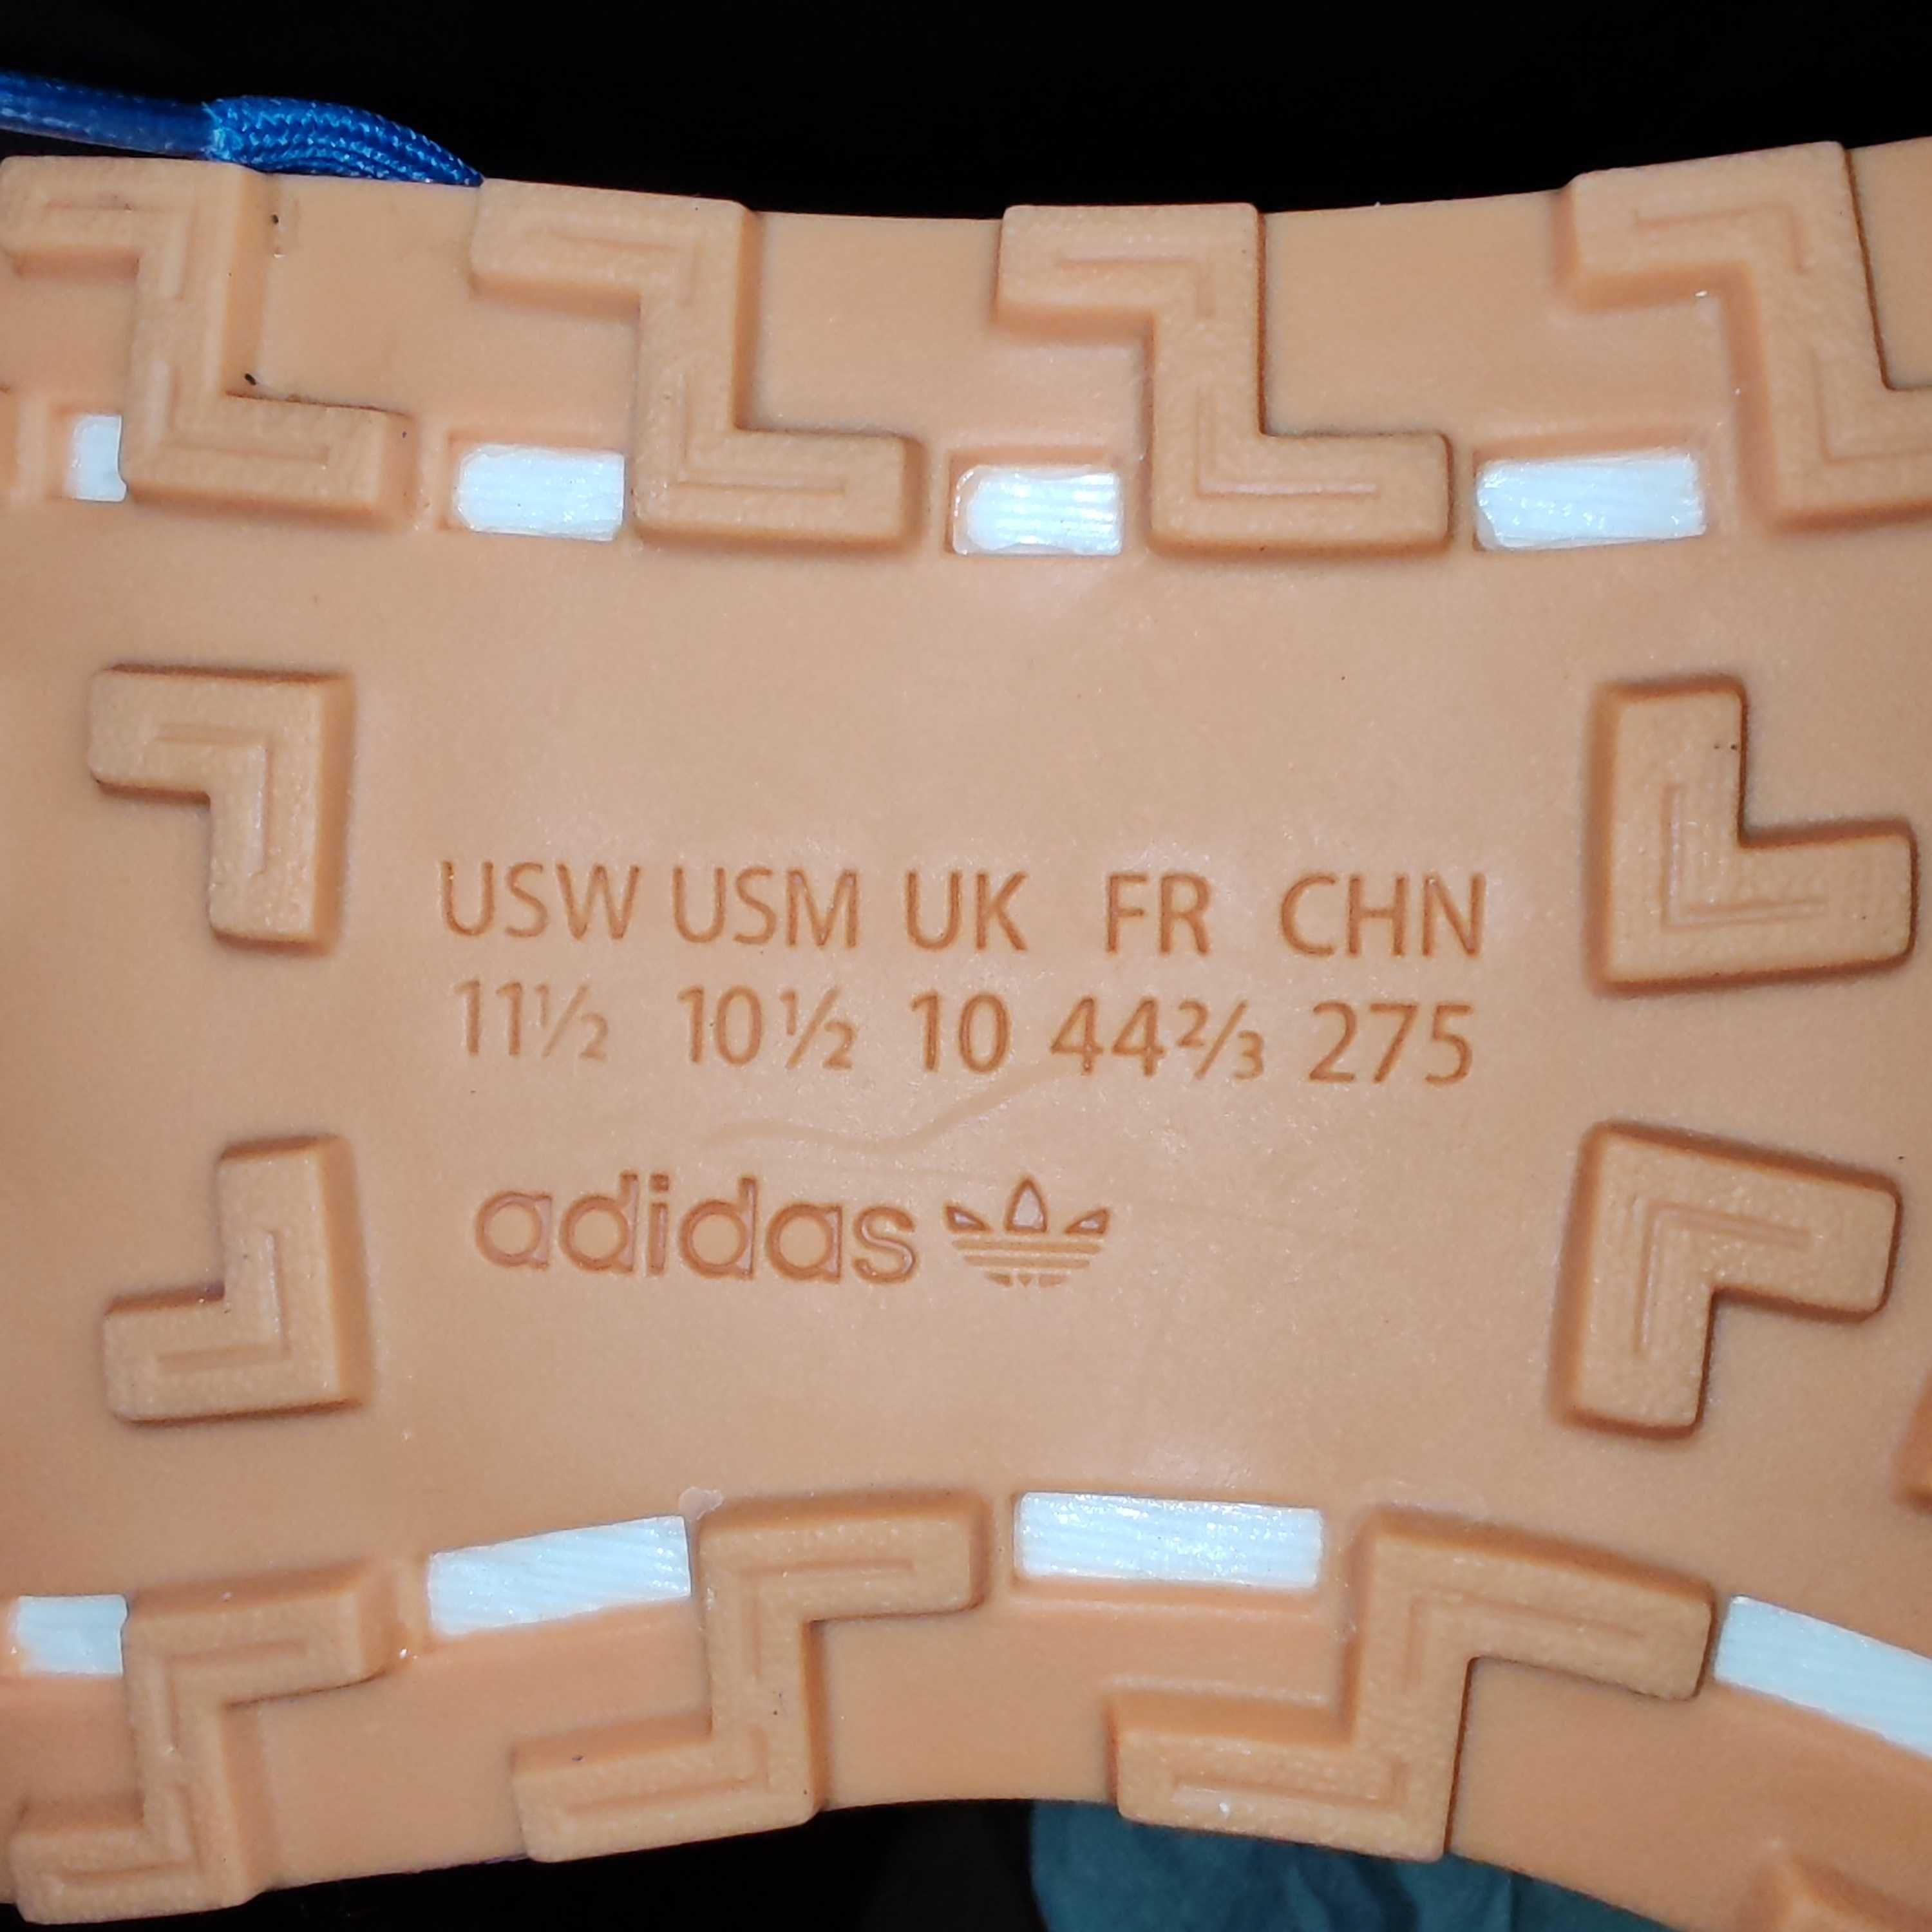 USW USM UK FR CHN
11½ 10½ 10 44⅔ 275
adidas